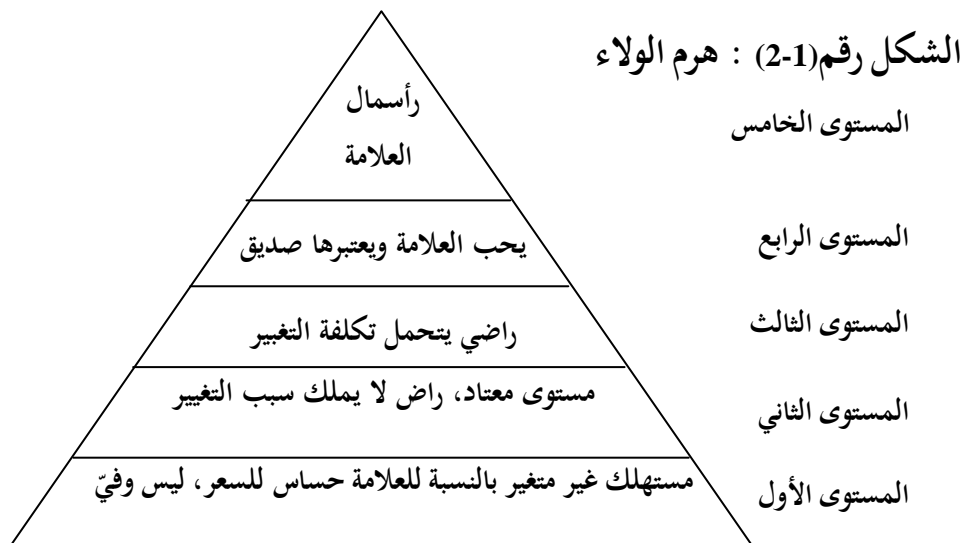 الشكل رقم(1-2) : هرم الولاء
المستوى الخامس
رأسمال
العلامة
المستوى الرابع
يحب العلامة ويعتبرها صديق
المستوى الثالث
راضي يتحمل تكلفة التغيير
المستوى الثاني
مستوى معتاد، راض لا يملك سبب التغيير
المستوى الأول
مستهلك غير متغير بالنسبة للعلامة حساس للسعر، ليس وفيّ